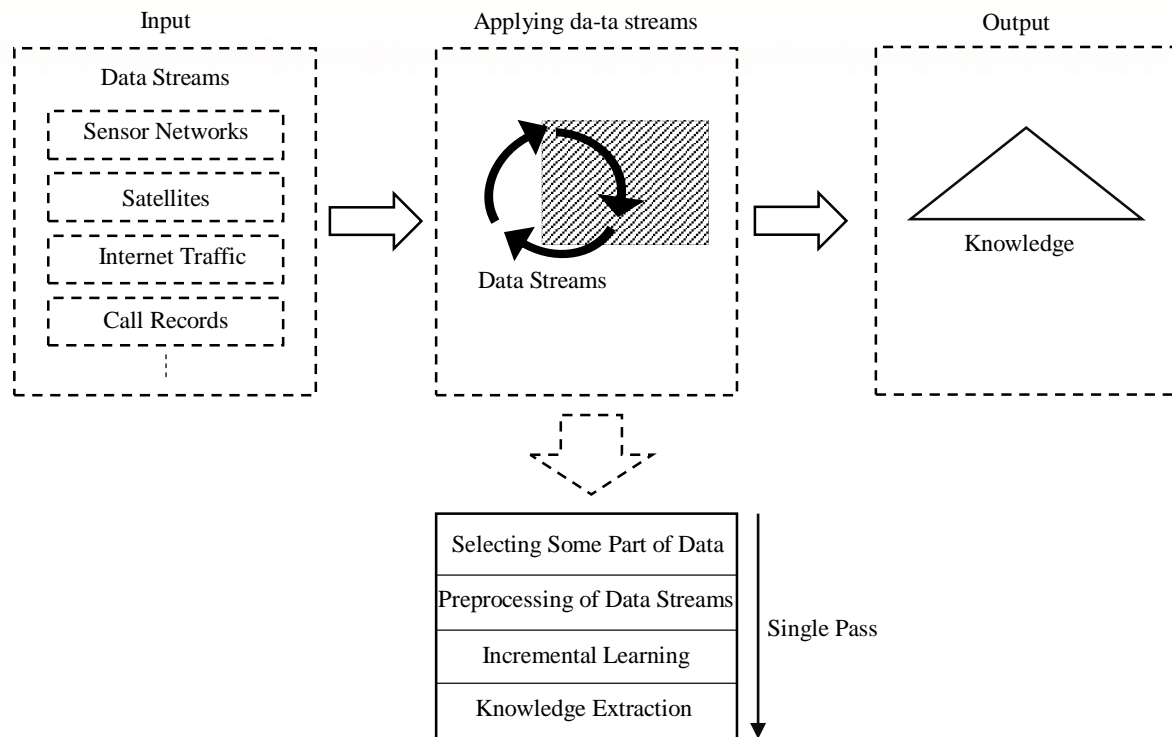 Input
Applying da-ta streams
Output
Data Streams
Sensor Networks
Satellites
Internet Traffic
Call Records
Data Streams
Knowledge
Selecting Some Part of Data
Preprocessing of Data Streams
Incremental Learning
Knowledge Extraction
Single Pass